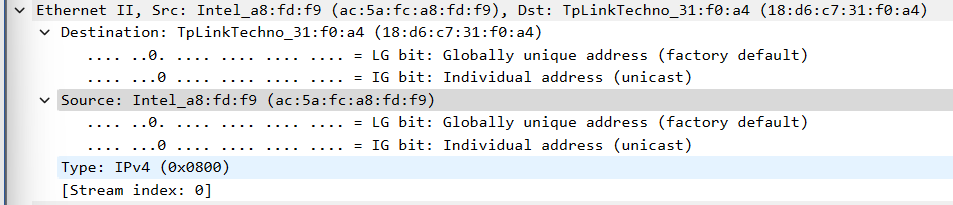 Ethernet II, Src: Intel_a8:fd:f9 (ac:5a:fc:a8:fd:f9), Dst: TpLinkTechno_31:f0:a4 (18:d6:c7:31:f0:a4)
Destination: TpLinkTechno_31:f0:a4 (18:d6:c7:31:f0:a4)
.... ..0. .... .... .... .... = LG bit: Globally unique address (factory default)
.... ...0 .... .... .... .... = IG bit: Individual address (unicast)
Source: Intel_a8:fd:f9 (ac:5a:fc:a8:fd:f9)
.... ..0. .... .... .... .... = LG bit: Globally unique address (factory default)
.... ...0 .... .... .... .... = IG bit: Individual address (unicast)
Type: IPv4 (0x0800)
[Stream index: 0]